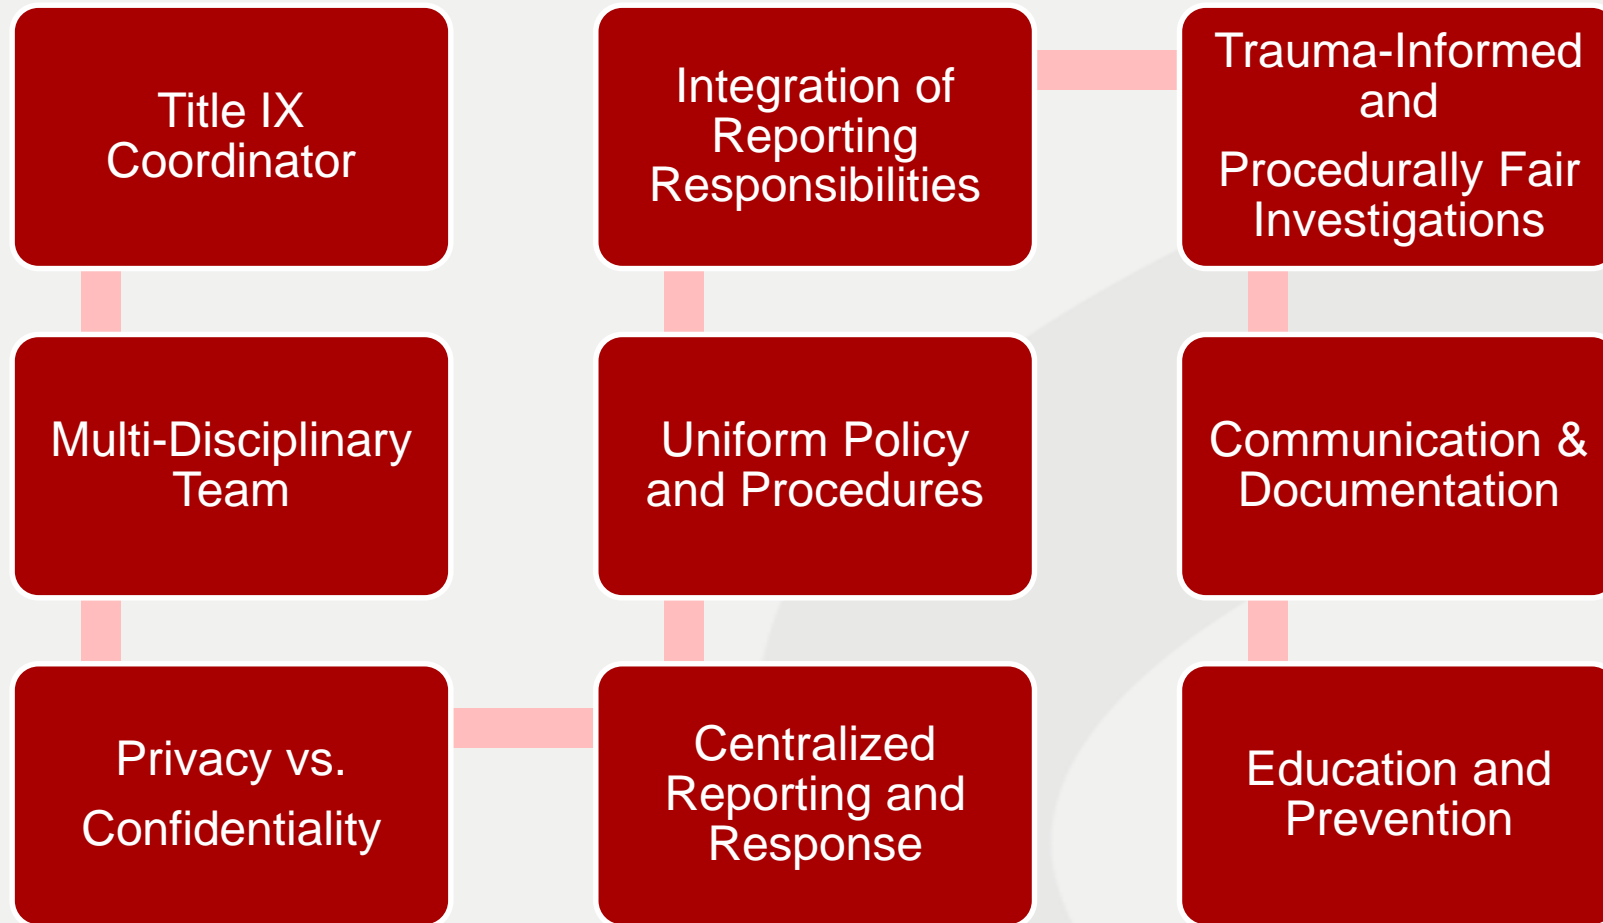 Title IX
Coordinator
Multi-Disciplinary
Team
Privacy vs.
Confidentiality
Centralized
Reporting and
Response
Uniform Policy
and Procedures
Integration of
Reporting
Responsibilities
Trauma-Informed
and
Procedurally Fair
Investigations
Communication &
Documentation
Education and
Prevention